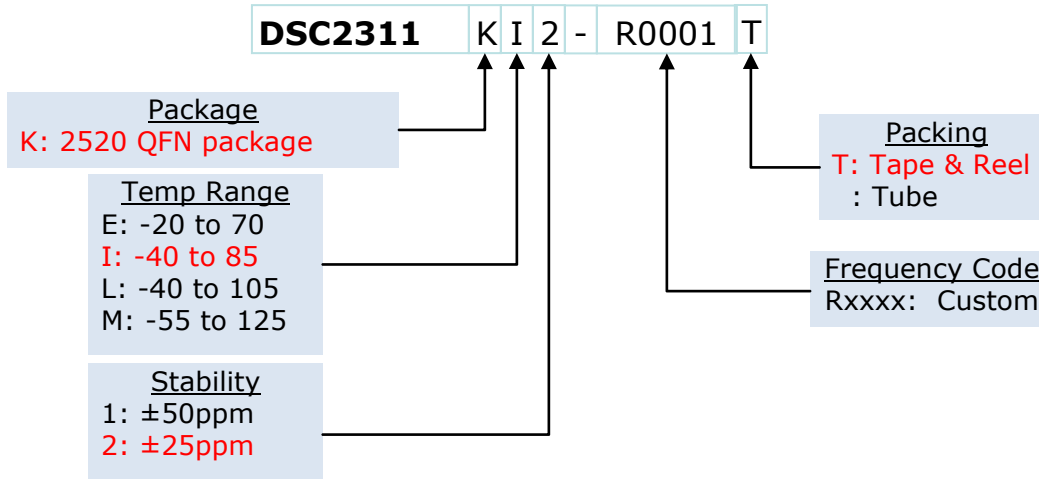 DSC2311 K I 2 - R0001 T
Package
K: 2520 QFN package
Temp Range
E: -20 to 70
I: -40 to 85
L: -40 to 105
M: -55 to 125
Stability
1: ±50ppm
2: ±25ppm
Packing
T: Tape & Reel
: Tube
Frequency Code
Rxxxx: Custom